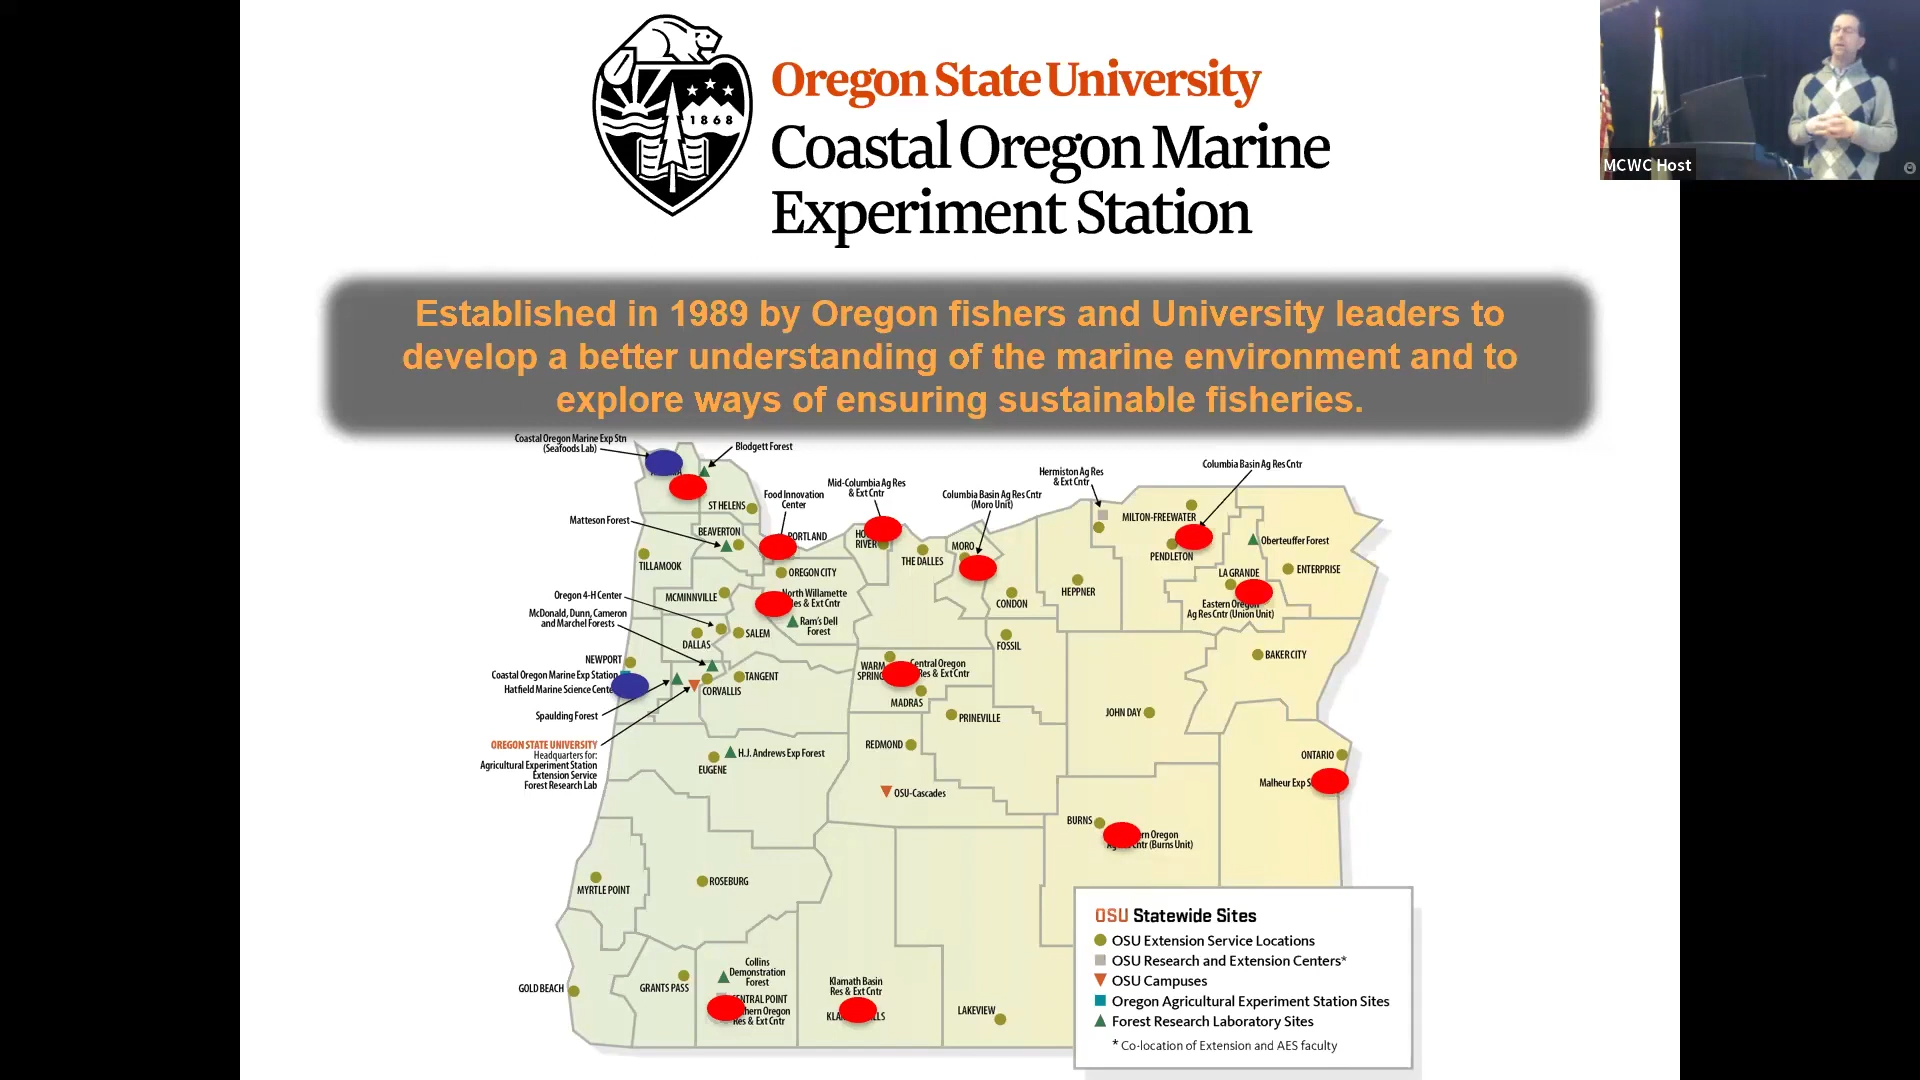 Oregon State University
Coastal Oregon Marine
Experiment Station
1868
MCWC Host
Established in 1989 by Oregon fishers and University leaders to
develop a better understanding of the marine environment and to
explore ways of ensuring sustainable fisheries.
Coastal Oregon Marine Exp Stn
(Seafoods Lab)
Blodgett Forest
ST HELENS
Food Innovation
Center
Mid-Columbia Ag Res
& Ext Cntr
Columbia Basin Ag Res Cntr
(Moro Unit)
Hermiston Ag Res
& Ext Cntr
Columbia Basin Ag Res Cntr
Matteson Forest
BEAVERTON
PORTLAND
RIVER
THE DALLES
MORO
MILTON-FREEWATER
PENDLETON
Oberteuffer Forest
TILLAMOOK
OREGON CITY
LA GRANDE
ENTERPRISE
Oregon 4-H Center
MCMINNVILLE
North Willamette
Res & Ext Cntr
CONDON
HEPPNER
Eastern Oregon
Ag Res Cntr (Union Unit)
McDonald, Dunn, Cameron
and Marchel Forests
Ram's Dell
Forest
DALLAS
SALEM
FOSSIL
BAKER CITY
NEWPORT
Coastal Oregon Marine Exp Station
Hatfield Marine Science
CORVALLIS
TANGENT
WARM
Central Oregon
Res & Ext Cntr
MADRAS
Spaulding Forest
PRINEVILLE
JOHN DAY
OREGON STATE UNIVERSITY
Headquarters for:
Agricultural Experiment Station
Extension Service
Forest Research Lab
H.J. Andrews Exp Forest
EUGENE
REDMOND
ONTARIO
OSU-Cascades
Malheur Exp
BURNS
Oregon
(Burns Unit)
MYRTLE POINT
ROSEBURG
GOLD BEACH
GRANTS PASS
Collins
Demonstration
Forest
POINT
Oregon
Res & Ext Cntr
Klamath Basin
Res & Ext Cntr
LAKEVIEW
OSU Statewide Sites
OSU Extension Service Locations
OSU Research and Extension Centers*
OSU Campuses
Oregon Agricultural Experiment Station Sites
Forest Research Laboratory Sites
* Co-location of Extension and AES faculty